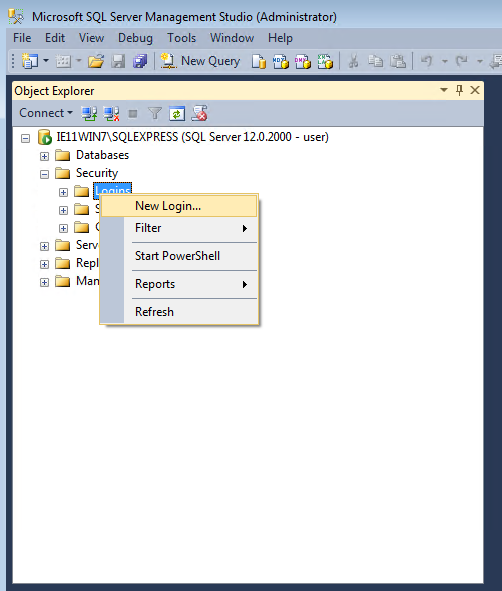 Microsoft SQL Server Management Studio (Administrator)
File Edit View Debug Tools Window Help
New Query
Object Explorer
Connect
IE11WIN7\SQLEXPRESS (SQL Server 12.0.2000 - user)
Databases
Security
Logins
New Login...
S
Filter
Serv
Start PowerShell
Repl
Man
Reports
Refresh